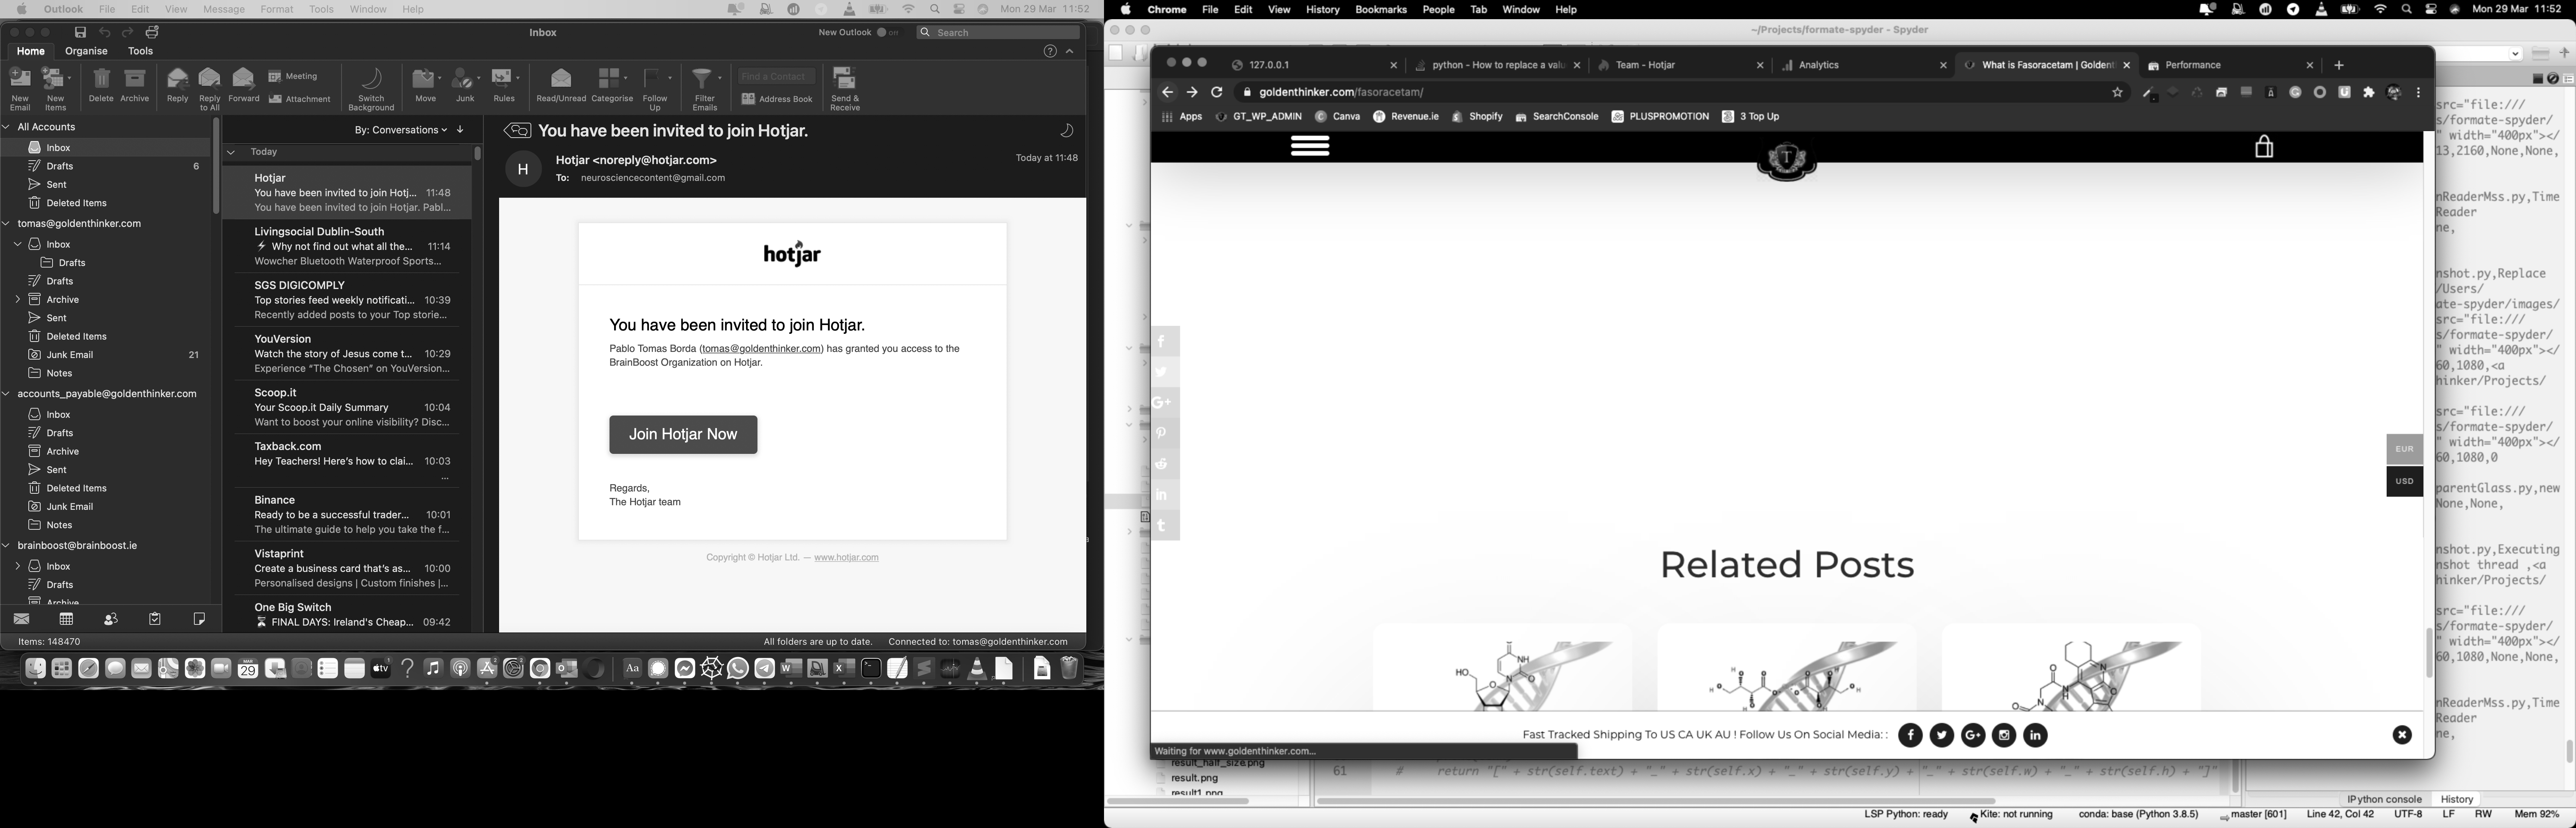 Outlook File Edit View Message Format Tools Window Help
Mon 29 Mar 11:52
Inbox
New Outlook
Search
Home Organise Tools
New Email
New Items
Delete
Archive
Reply
Reply to All
Forward
Meeting
Attachment
Switch Background
Move
Junk
Rules
Read/Unread
Categorise
Follow Up
Filter Emails
Find a Contact
Address Book
Send & Receive
All Accounts
Inbox
Drafts 6
Sent
Deleted Items
tomas@goldenthinker.com
Inbox
Drafts
Drafts
Archive
Sent
Deleted Items
Junk Email 21
Notes
accounts_payable@goldenthinker.com
Inbox
Drafts
Archive
Sent
Deleted Items
Junk Email
Notes
brainboost@brainboost.ie
Inbox
Drafts
Archive
Items: 148470
By: Conversations
Today
Hotjar
You have been invited to join Hotj... 11:48
You have been invited to join Hotjar. Pabl...
Livingsocial Dublin-South
Why not find out what all the... 11:14
Wowcher Bluetooth Waterproof Sports...
SGS DIGICOMPLY
Top stories feed weekly notificati... 10:39
Recently added posts to your Top storie...
YouVersion
Watch the story of Jesus come t... 10:29
Experience “The Chosen” on YouVersion...
Scoop.it
Your Scoop.it Daily Summary 10:04
Want to boost your online visibility? Disc...
Taxback.com
Hey Teachers! Here’s how to clai... 10:03
...
Binance
Ready to be a successful trader... 10:01
The ultimate guide to help you take the f...
Vistaprint
Create a business card that’s as... 10:00
Personalised designs | Custom finishes |...
One Big Switch
FINAL DAYS: Ireland's Cheap... 09:42
You have been invited to join Hotjar.
H
Hotjar <noreply@hotjar.com>
To: neurosciencecontent@gmail.com
Today at 11:48
hotjar
You have been invited to join Hotjar.
Pablo Tomas Borda (tomas@goldenthinker.com) has granted you access to the
BrainBoost Organization on Hotjar.
Join Hotjar Now
Regards,
The Hotjar team
Copyright © Hotjar Ltd. — www.hotjar.com
All folders are up to date. Connected to: tomas@goldenthinker.com
Chrome File Edit View History Bookmarks People Tab Window Help
Mon 29 Mar 11:52
~/Projects/formate-spyder - Spyder
127.0.0.1
python - How to replace a valu
Team - Hotjar
Analytics
What is Fasoracetam | Golden
Performance
goldenthinker.com/fasoracetam/
Apps GT_WP_ADMIN Canva Revenue.ie Shopify SearchConsole PLUSPROMOTION 3 Top Up
EUR
USD
Related Posts
Fast Tracked Shipping To US CA UK AU ! Follow Us On Social Media: :
Waiting for www.goldenthinker.com...
result_half_size.png
result.png
result1.png
61 # return "[" + str(self.text) + "_" + str(self.x) + "_" + str(self.y) + "_" + str(self.w) + "_" + str(self.h) + "]"
src="file:///
s/formate-spyder/
" width="400px"></
13,2160,None,None,
nReaderMss.py,Time
Reader
ne,
nshot.py,Replace
/Users/
ate-spyder/images/
src="file:///
s/formate-spyder/
" width="400px"></
60,1080,<a
hinker/Projects/
src="file:///
s/formate-spyder/
" width="400px"></
60,1080,0
parentGlass.py,new
None,None,
nshot.py,Executing
nshot thread ,<a
hinker/Projects/
src="file:///
s/formate-spyder/
" width="400px"></
60,1080,None,None,
nReaderMss.py,Time
Reader
ne,
IPython console History
LSP Python: ready Kite: not running conda: base (Python 3.8.5) master [601] Line 42, Col 42 UTF-8 LF RW Mem 92%